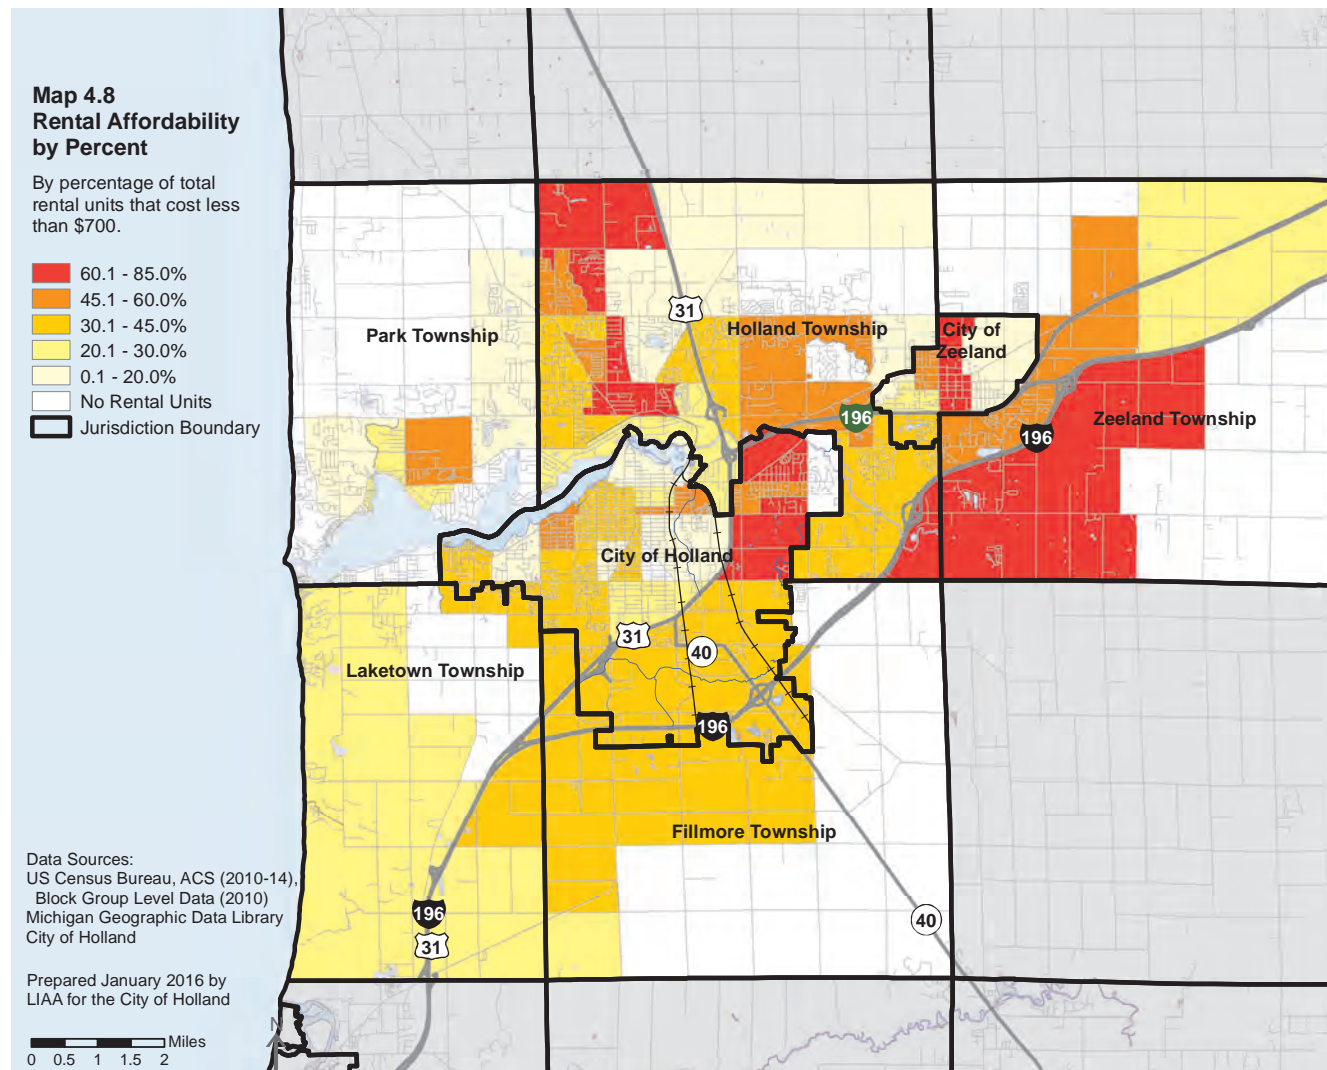 Map 4.8
Rental Affordability
by Percent
By percentage of total
rental units that cost less
than $700.
60.1 - 85.0%
45.1 - 60.0%
30.1 - 45.0%
20.1 - 30.0%
0.1 - 20.0%
No Rental Units
Jurisdiction Boundary
31
Park Township
Holland Township
City of
Zeeland
196
Zeeland Township
196
City of Holland
31
40
Laketown Township
196
Fillmore Township
196
31
40
Data Sources:
US Census Bureau, ACS (2010-14),
Block Group Level Data (2010)
Michigan Geographic Data Library
City of Holland
Prepared January 2016 by
LIAA for the City of Holland
N
Miles
0 0.5 1 1.5 2